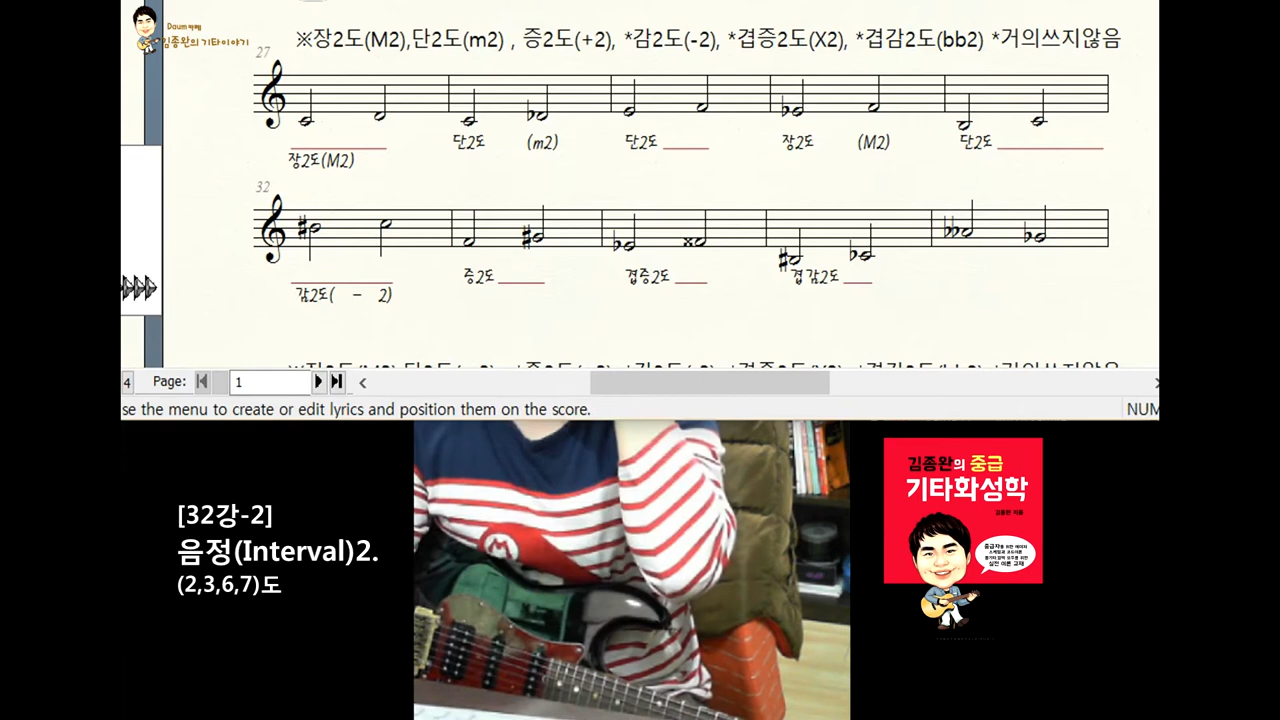 Daum카페
김종완의 기타이야기
※장2도(M2),단2도(m2) , 증2도(+2), *감2도(-2), *겹증2도(X2), *겹감2도(bb2) *거의쓰지않음
27
단2도 (m2) 단2도 장2도 (M2) 단2도
장2도(M2)
32
증2도 겹증2도 겹감2도
감2도( - 2)
4 Page: 1
se the menu to create or edit lyrics and position them on the score. NUM
[32강-2]
음정(Interval)2.
(2,3,6,7)도
김종완의 중급
기타화성학